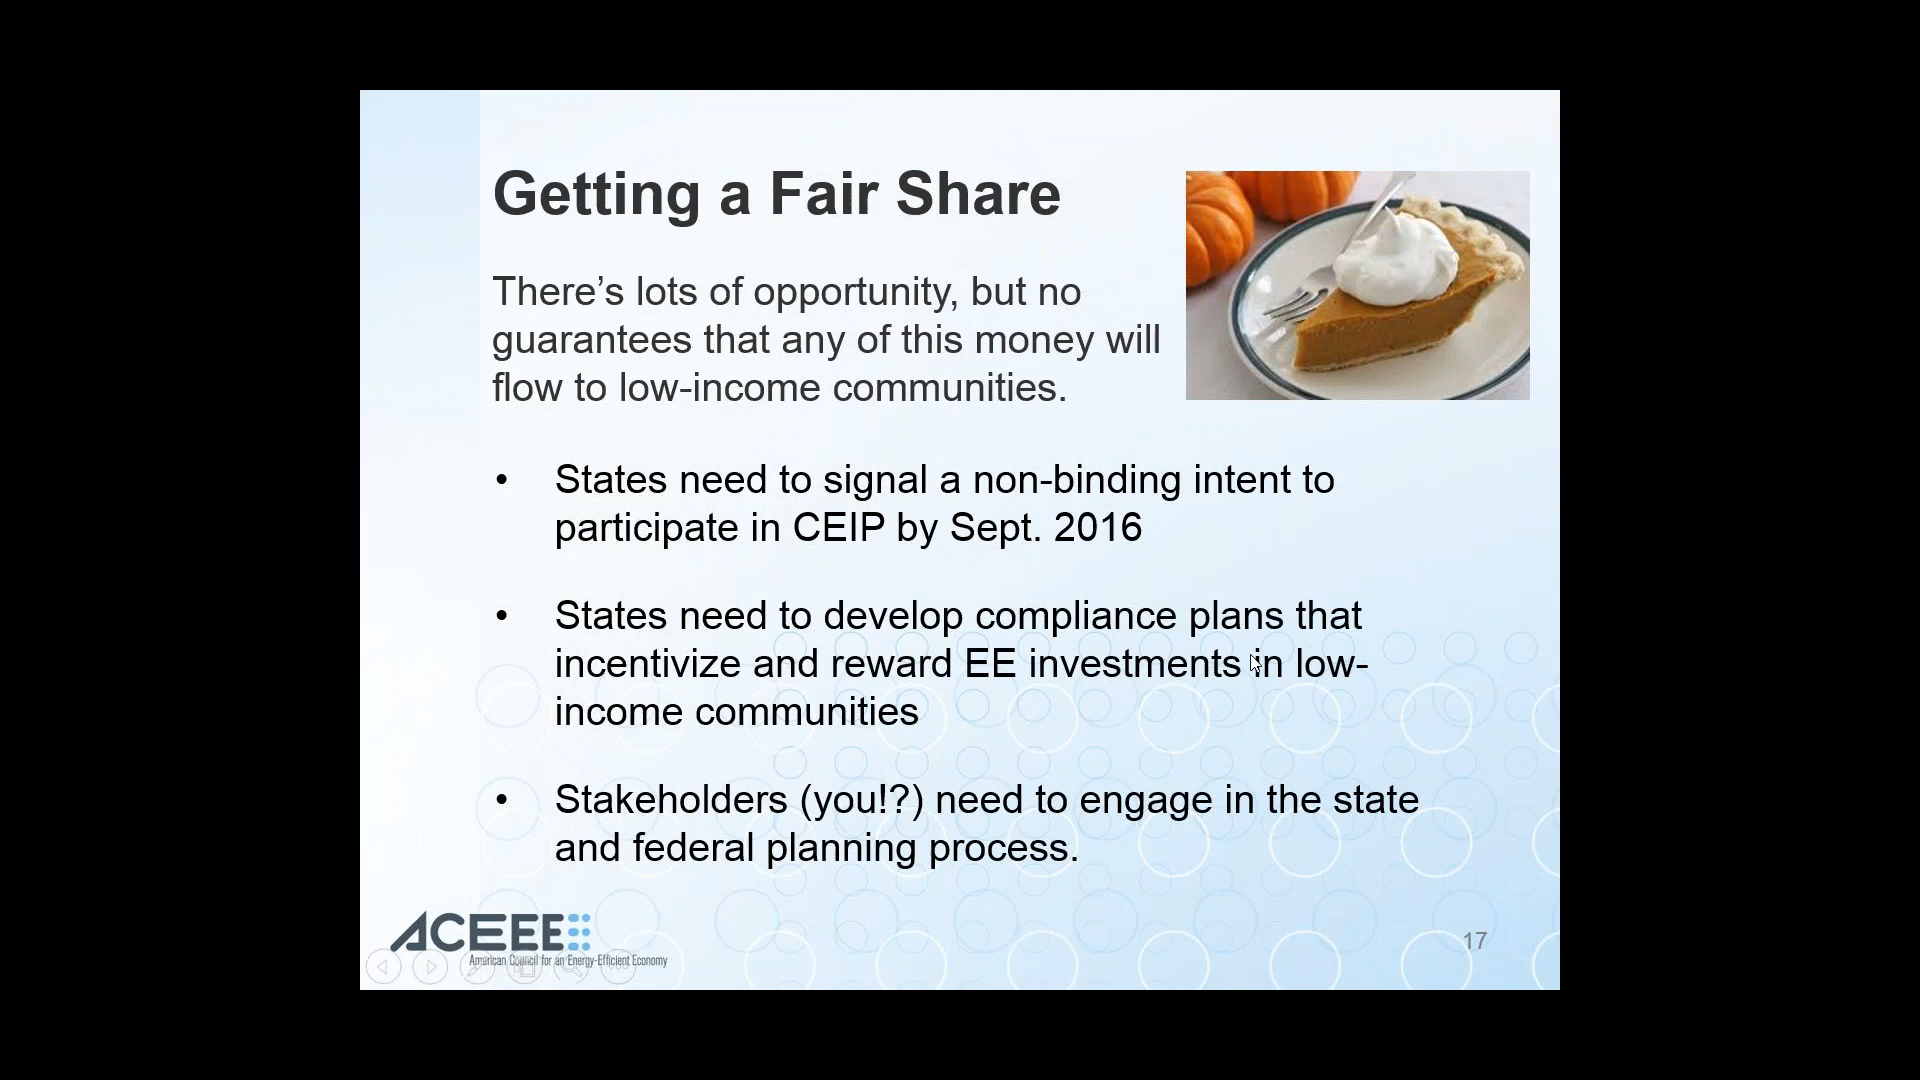 Getting a Fair Share
There’s lots of opportunity, but no
guarantees that any of this money will
flow to low-income communities.
• States need to signal a non-binding intent to
participate in CEIP by Sept. 2016
• States need to develop compliance plans that
incentivize and reward EE investments in low-
income communities
• Stakeholders (you!?) need to engage in the state
and federal planning process.
ACEEE
American Council for an Energy-Efficient Economy
17